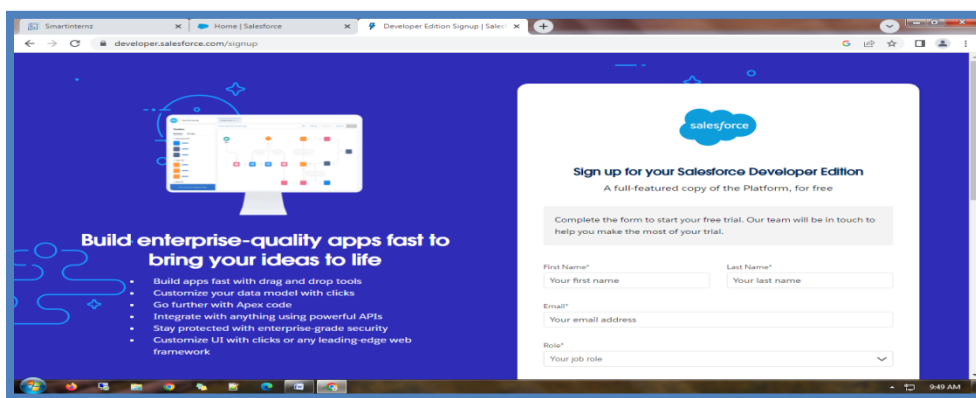 Smartinternz
Home | Salesforce
Developer Edition Signup | Sales
developer.salesforce.com/signup
salesforce
Sign up for your Salesforce Developer Edition
A full-featured copy of the Platform, for free
Complete the form to start your free trial. Our team will be in touch to
help you make the most of your trial.
Build enterprise-quality apps fast to
bring your ideas to life
• Build apps fast with drag and drop tools
• Customize your data model with clicks
• Go further with Apex code
• Integrate with anything using powerful APIs
• Stay protected with enterprise-grade security
• Customize UI with clicks or any leading-edge web
framework
First Name* Last Name*
Your first name Your last name
Email*
Your email address
Role*
Your job role
9:49 AM